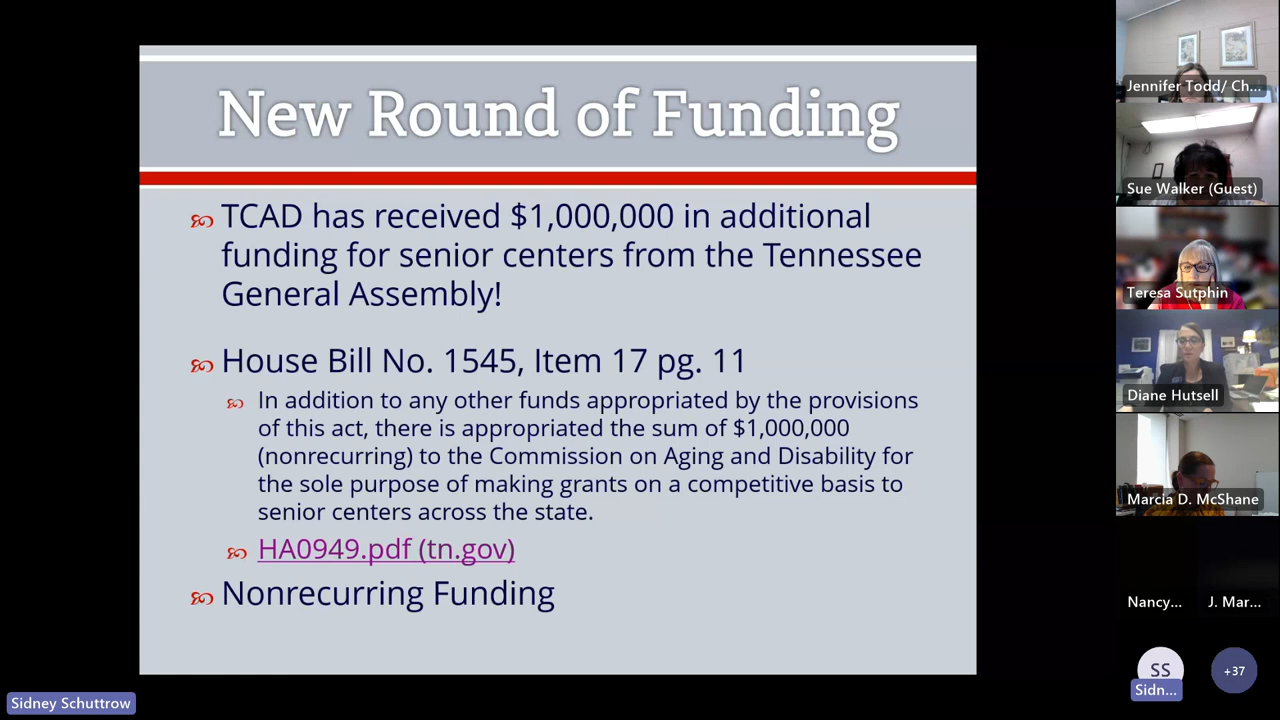 New Round of Funding
TCAD has received $1,000,000 in additional
funding for senior centers from the Tennessee
General Assembly!
House Bill No. 1545, Item 17 pg. 11
In addition to any other funds appropriated by the provisions
of this act, there is appropriated the sum of $1,000,000
(nonrecurring) to the Commission on Aging and Disability for
the sole purpose of making grants on a competitive basis to
senior centers across the state.
HA0949.pdf (tn.gov)
Nonrecurring Funding
Sidney Schuttrow
Jennifer Todd/ Ch...
Sue Walker (Guest)
Teresa Sutphin
Diane Hutsell
Marcia D. McShane
Nancy...
J. Mar...
SS
Sidn...
+37